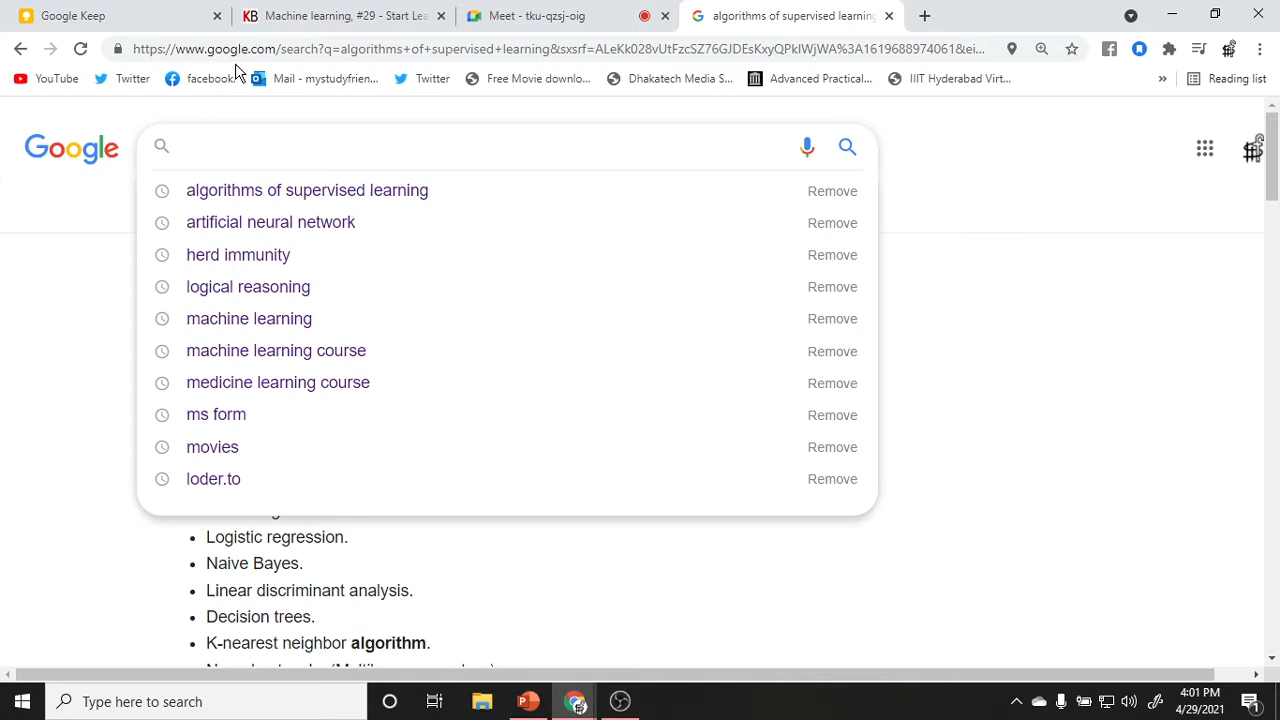 Google Keep
Machine learning, #29 - Start Lea
Meet - tku-qzsj-oig
algorithms of supervised learning
https://www.google.com/search?q=algorithms+of+supervised+learning&sxsrf=ALeKk028vUtFzcSZ76GJDEsKxyQPkIWjWA%3A1619688974061&ei...
YouTube
Twitter
facebook
Mail - mystudyfrien...
Twitter
Free Movie downlo...
Dhakatech Media S...
Advanced Practical...
IIIT Hyderabad Virt...
»
Reading list
Google
algorithms of supervised learning Remove
artificial neural network Remove
herd immunity Remove
logical reasoning Remove
machine learning Remove
machine learning course Remove
medicine learning course Remove
ms form Remove
movies Remove
loder.to Remove
• Logistic regression.
• Naive Bayes.
• Linear discriminant analysis.
• Decision trees.
• K-nearest neighbor algorithm.
Type here to search
4:01 PM
4/29/2021
1